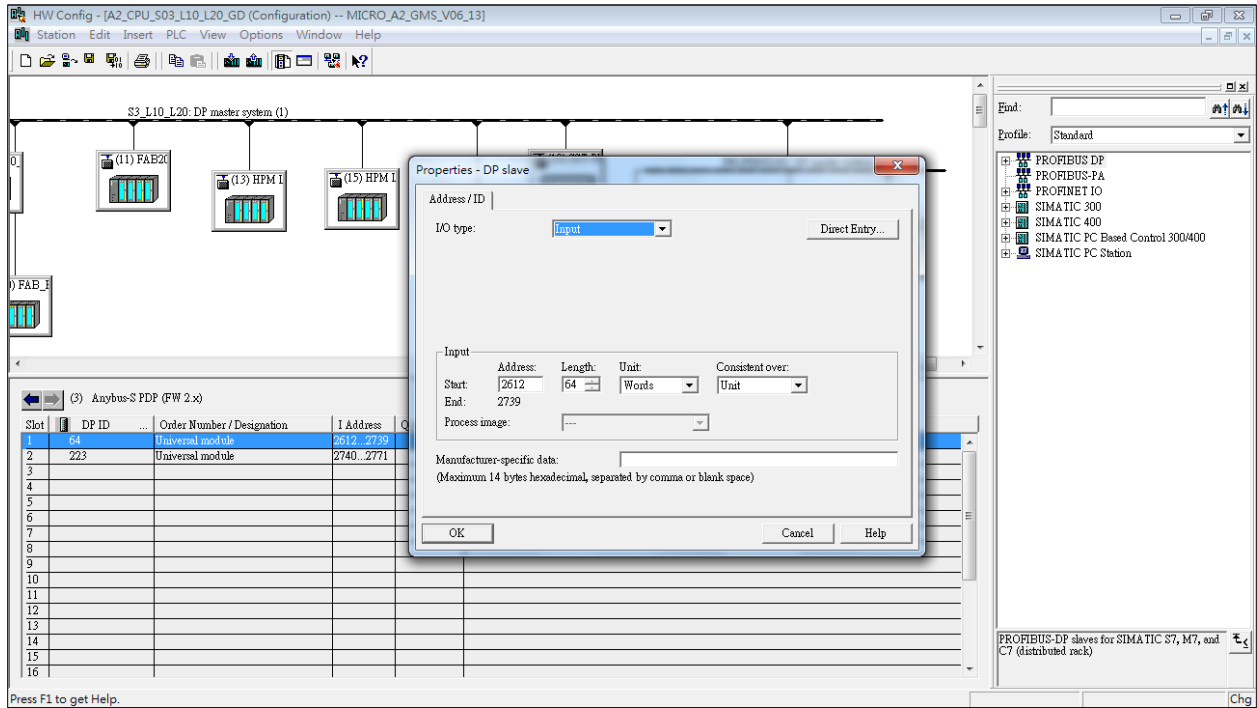 HW Config - [A2_CPU_S03_L10_L20_GD (Configuration) -- MICRO_A2_GMS_V06_13]
Station Edit Insert PLC View Options Window Help
S3_L10_L20: DP master system (1)
(11) FAB20
(13) HPM I
(15) HPM I
) FAB_F
Find:
Profile: Standard
PROFIBUS DP
PROFIBUS-PA
PROFINET IO
SIMATIC 300
SIMATIC 400
SIMATIC PC Based Control 300/400
SIMATIC PC Station
Properties - DP slave
Address / ID
I/O type: Input Direct Entry...
Input
Address: Length: Unit: Consistent over:
Start: 2612 64 Words Unit
End: 2739
Process image: ---
Manufacturer-specific data:
(Maximum 14 bytes hexadecimal, separated by comma or blank space)
OK Cancel Help
(3) Anybus-S PDP (FW 2.x)
Slot DP ID ... Order Number / Designation I Address Q
1 64 Universal module 2612...2739
2 223 Universal module 2740...2771
3
4
5
6
7
8
9
10
11
12
13
14
15
16
PROFIBUS-DP slaves for SIMATIC S7, M7, and
C7 (distributed rack)
Press F1 to get Help.
Chg